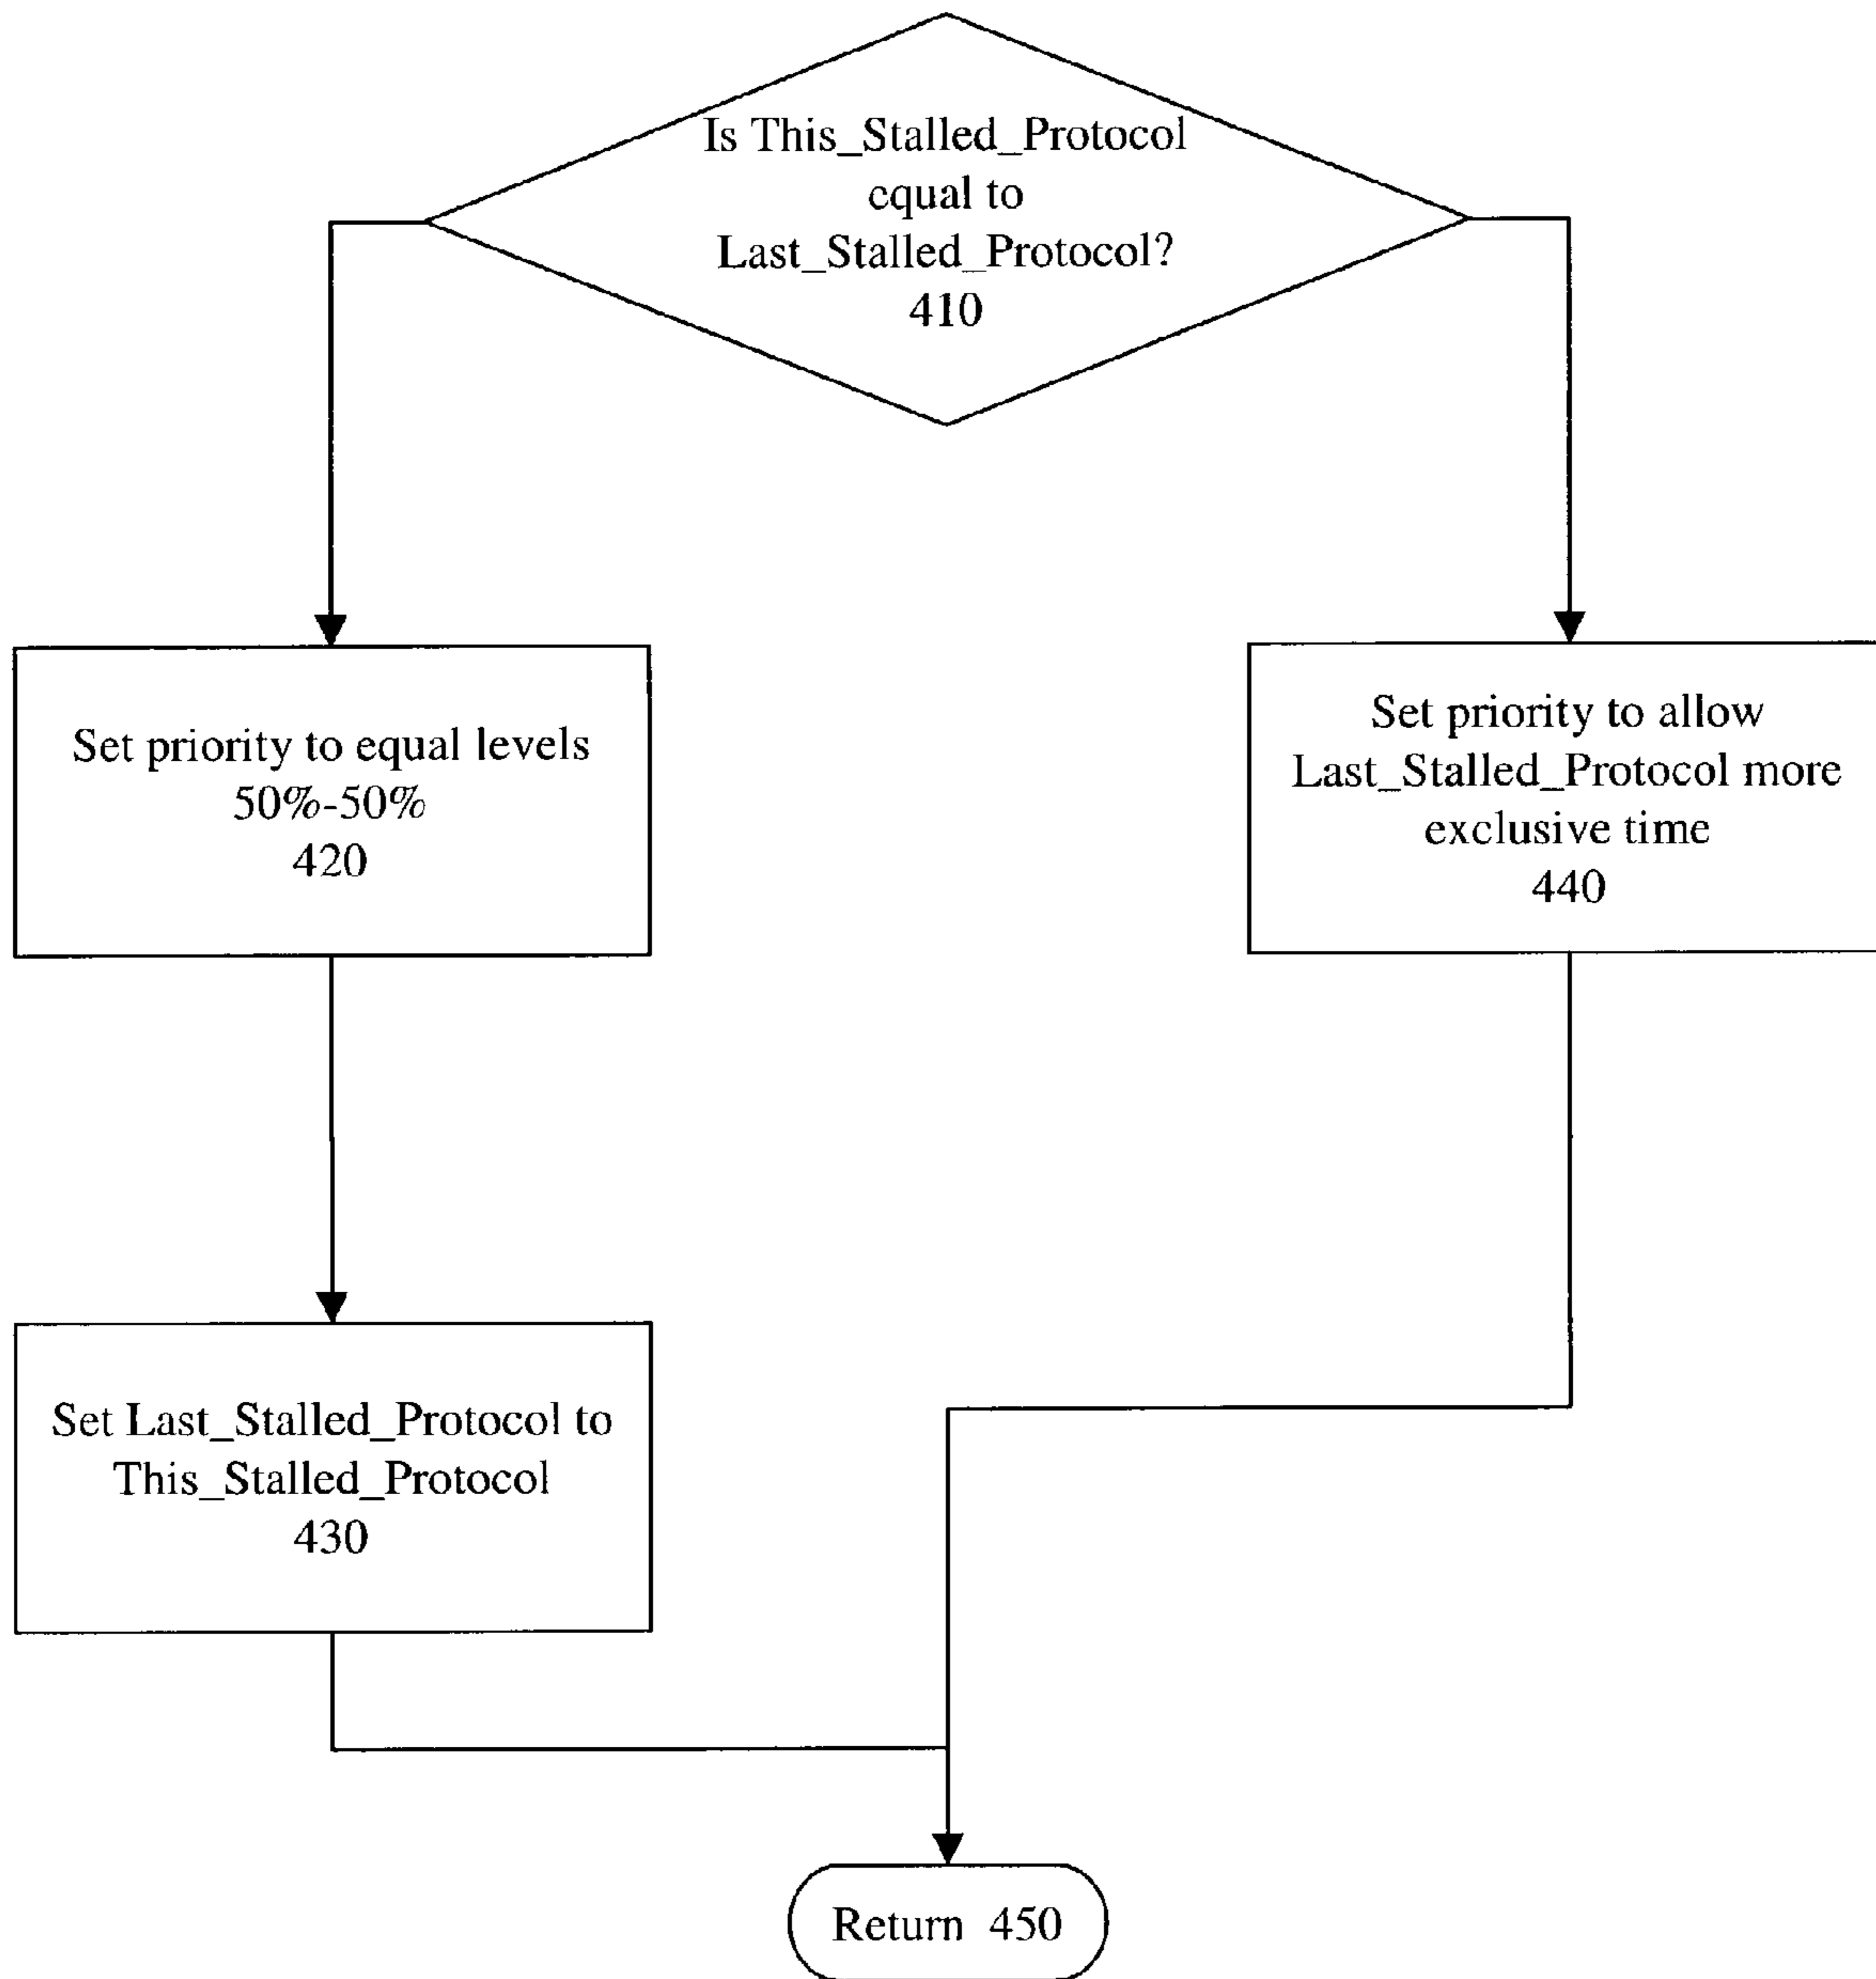 Is This_Stalled_Protocol
equal to
Last_Stalled_Protocol?
410
Set priority to equal levels
50%-50%
420
Set priority to allow
Last_Stalled_Protocol more
exclusive time
440
Set Last_Stalled_Protocol to
This_Stalled_Protocol
430
Return 450